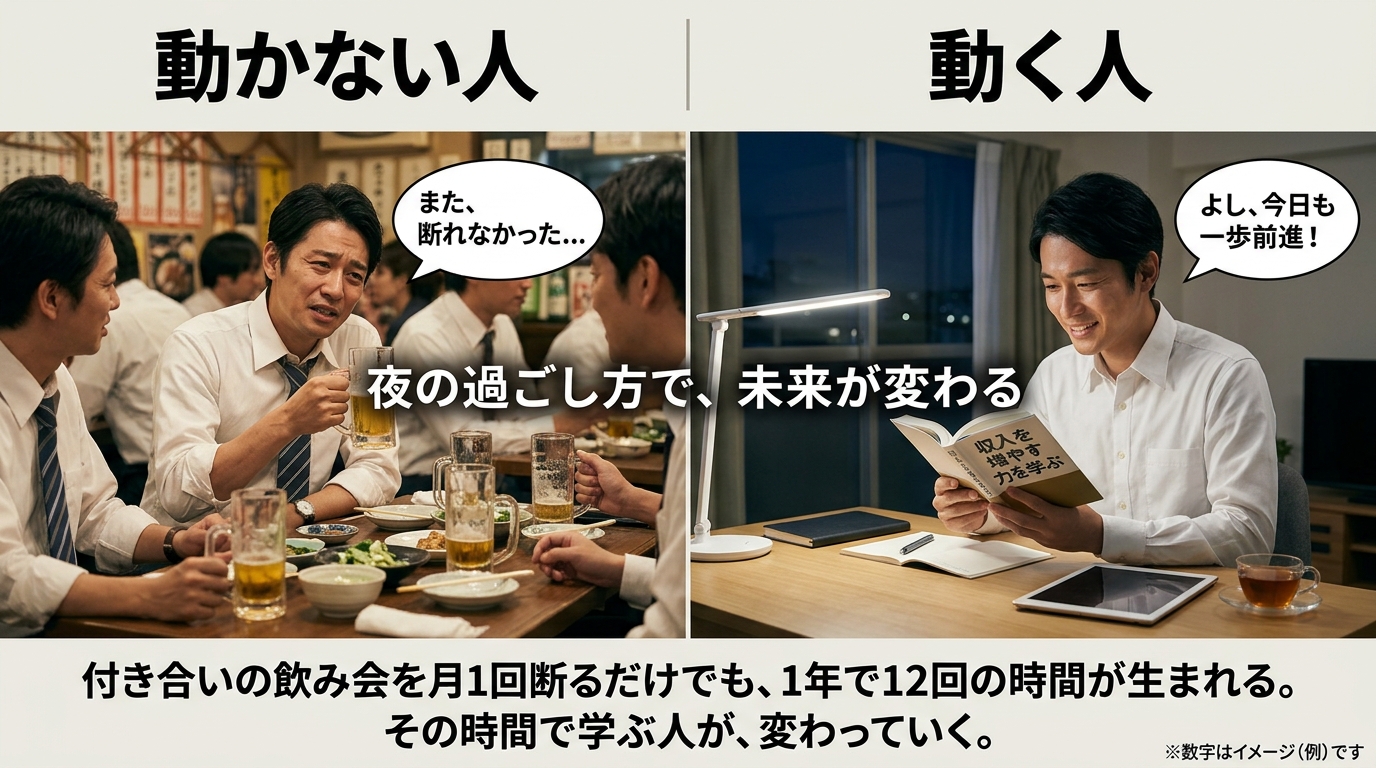 動かない人
動く人
また、
断れなかった...
よし、今日も
一歩前進！
夜の過ごし方で、未来が変わる
収入を
増やす
力を学ぶ
付き合いの飲み会を月1回断るだけでも、1年で12回の時間が生まれる。
その時間で学ぶ人が、変わっていく。
※数字はイメージ（例）です